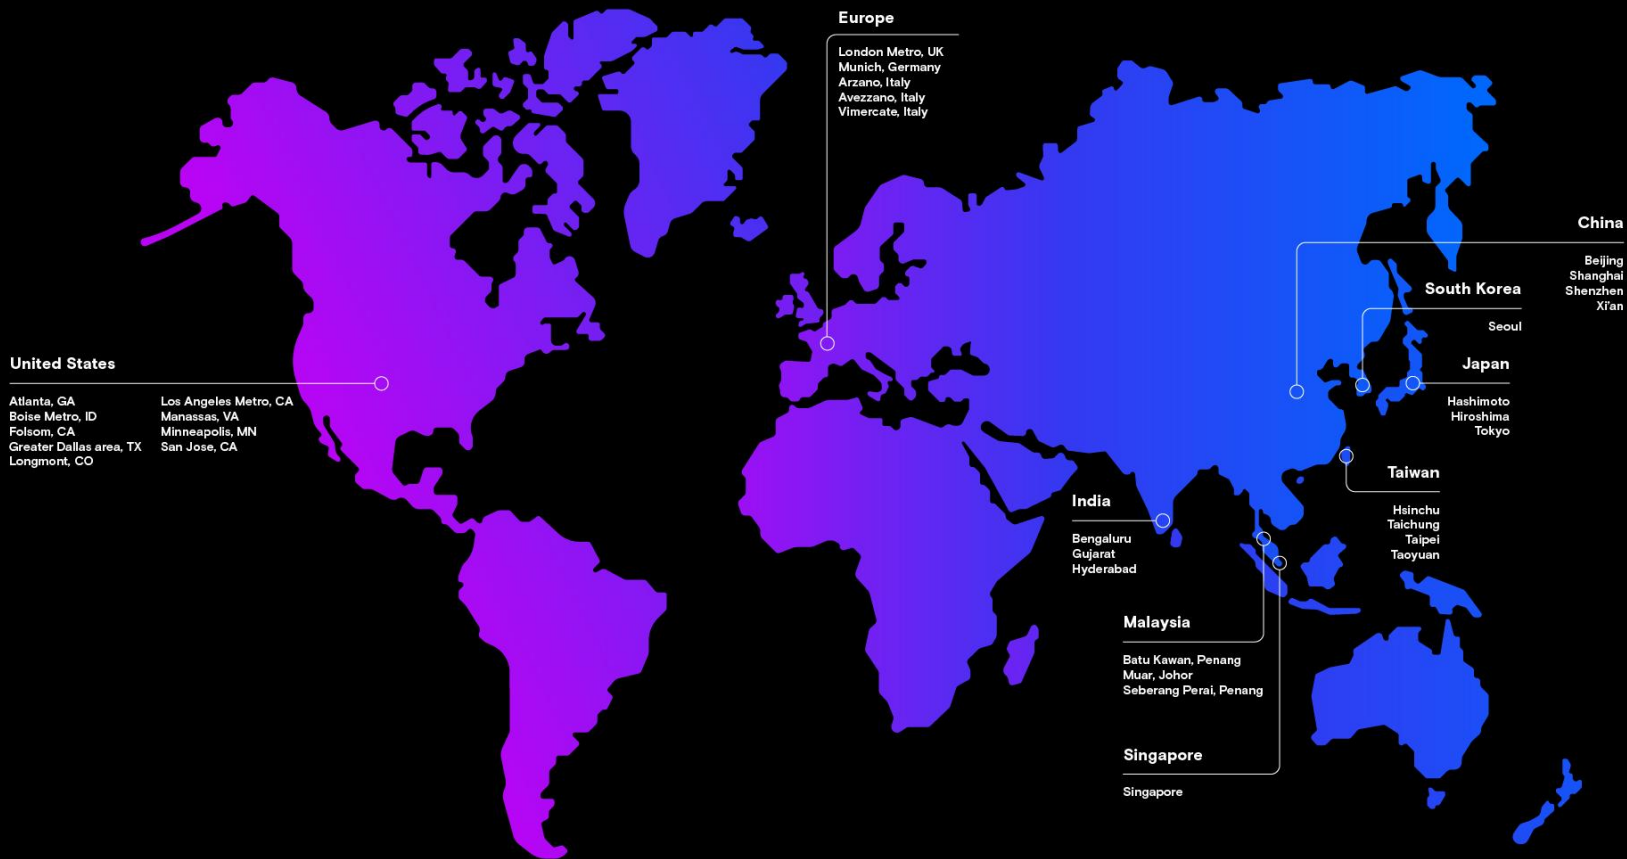 Europe
London Metro, UK
Munich, Germany
Arzano, Italy
Avezzano, Italy
Vimercate, Italy
China
Beijing
Shanghai
Shenzhen
Xi'an
South Korea
Seoul
Japan
Hashimoto
Hiroshima
Tokyo
United States
Atlanta, GA
Boise Metro, ID
Folsom, CA
Greater Dallas area, TX
Longmont, CO
Los Angeles Metro, CA
Manassas, VA
Minneapolis, MN
San Jose, CA
Taiwan
Hsinchu
Taichung
Taipei
Taoyuan
India
Bengaluru
Gujarat
Hyderabad
Malaysia
Batu Kawan, Penang
Muar, Johor
Seberang Perai, Penang
Singapore
Singapore